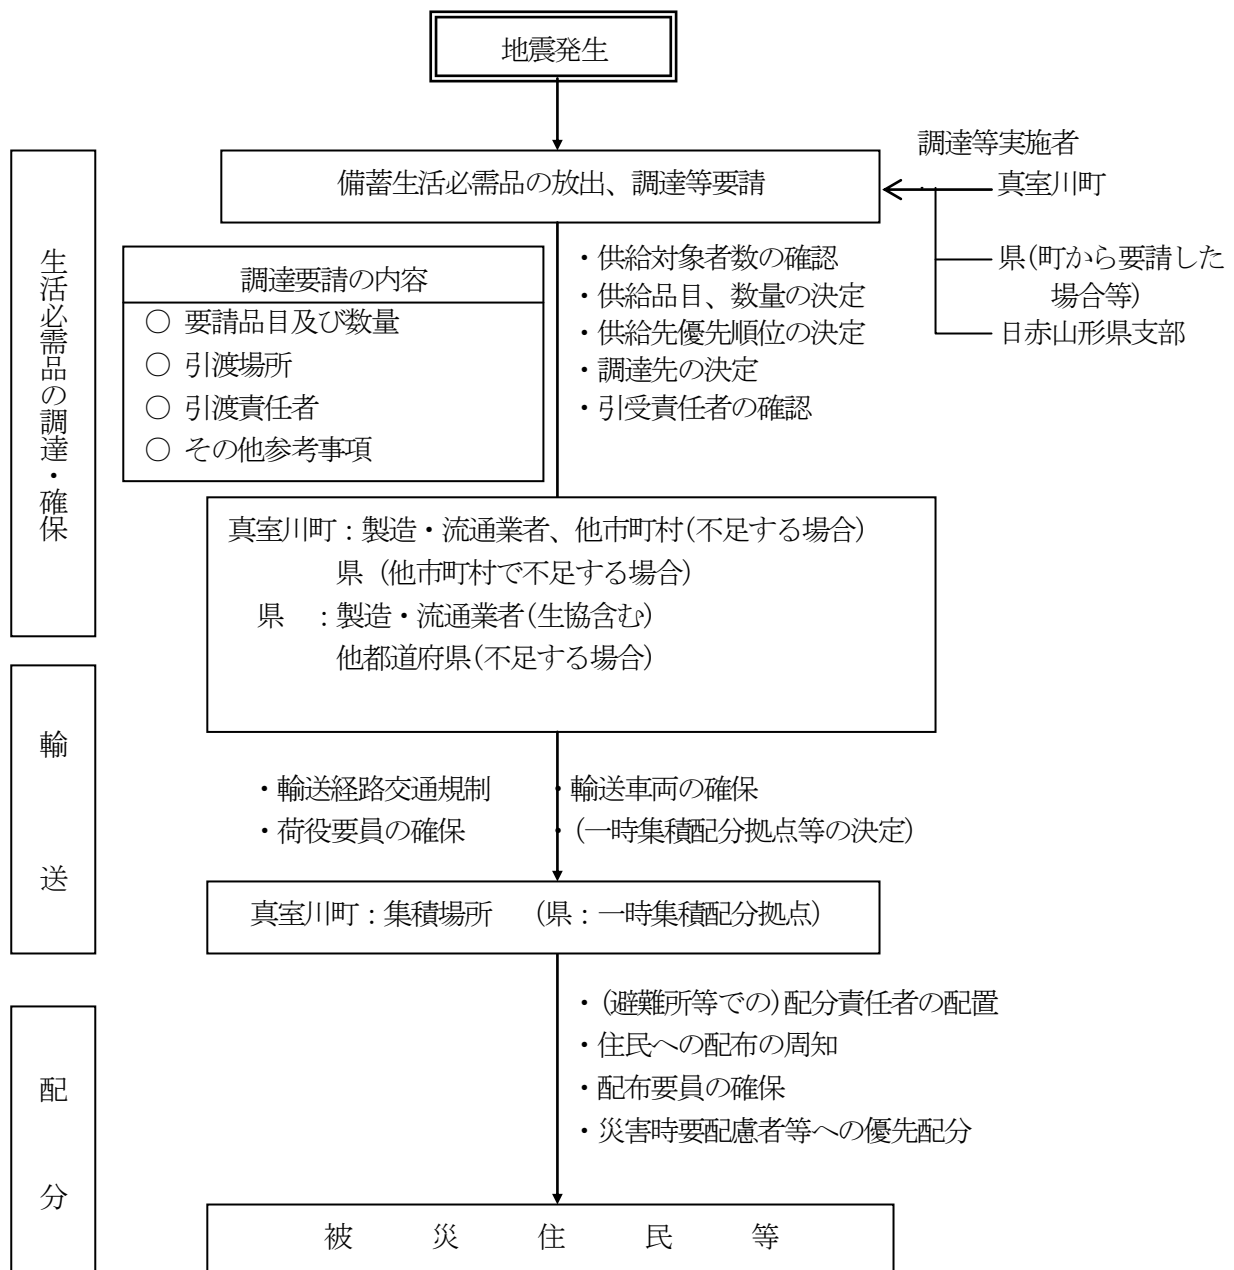 地震発生
調達等実施者
備蓄生活必需品の放出、調達等要請
真室川町
県(町から要請した
場合等)
日赤山形県支部
生活必需品の調達・確保
調達要請の内容
○ 要請品目及び数量
○ 引渡場所
○ 引渡責任者
○ その他参考事項
・供給対象者数の確認
・供給品目、数量の決定
・供給先優先順位の決定
・調達先の決定
・引受責任者の確認
真室川町：製造・流通業者、他市町村(不足する場合)
県 (他市町村で不足する場合)
県 ：製造・流通業者(生協含む)
他都道府県(不足する場合)
輸送
・輸送経路交通規制 ・輸送車両の確保
・荷役要員の確保 ・(一時集積配分拠点等の決定)
真室川町：集積場所 (県：一時集積配分拠点)
配分
・(避難所等での)配分責任者の配置
・住民への配布の周知
・配布要員の確保
・災害時要配慮者等への優先配分
被災住民等